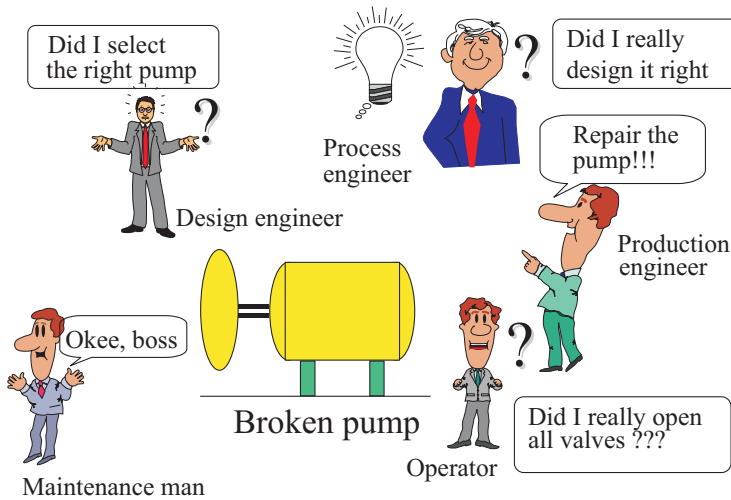 Did I select
the right pump
?
Design engineer
Process
engineer
?
Did I really
design it right
Repair the
pump!!!
Production
engineer
Okee, boss
Maintenance man
Broken pump
?
Operator
Did I really open
all valves ???